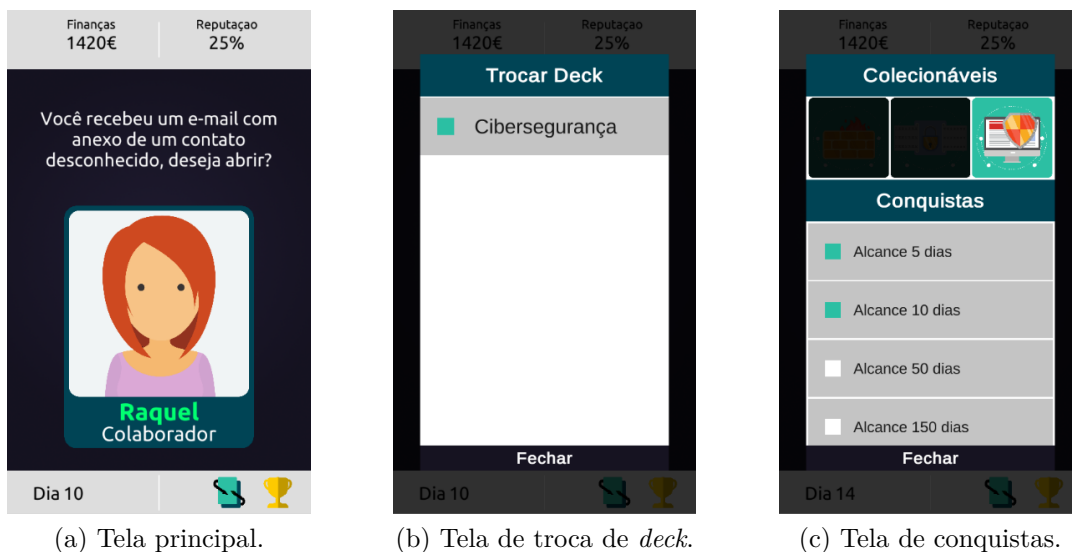 Finanças
1420€
Reputaçao
25%
Você recebeu um e-mail com
anexo de um contato
desconhecido, deseja abrir?
Raquel
Colaborador
Dia 10
(a) Tela principal.
Finanças
1420€
Reputaçao
25%
Trocar Deck
Cibersegurança
Fechar
Dia 10
(b) Tela de troca de deck.
Finanças
1420€
Reputaçao
25%
Colecionáveis
Conquistas
Alcance 5 dias
Alcance 10 dias
Alcance 50 dias
Alcance 150 dias
Fechar
Dia 14
(c) Tela de conquistas.